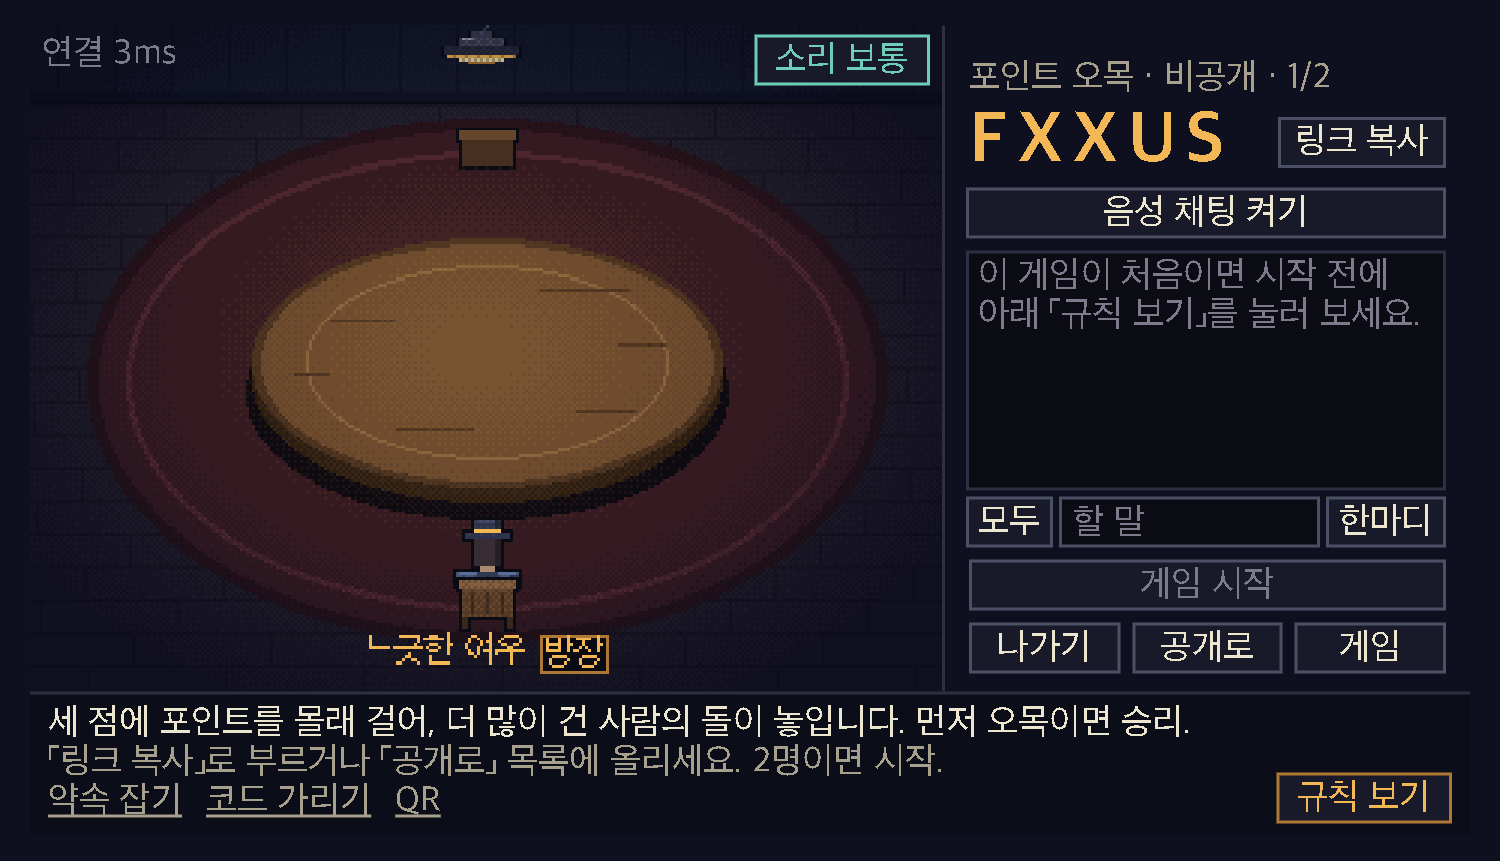 연결 3ms
소리 보통
포인트 오목 · 비공개 · 1/2
FXXUS
링크 복사
음성 채팅 켜기
이 게임이 처음이면 시작 전에
아래 「규칙 보기」를 눌러 보세요.
모두
할 말
한마디
게임 시작
나가기
공개로
게임
느긋한 여우 방장
세 점에 포인트를 몰래 걸어, 더 많이 건 사람의 돌이 놓입니다. 먼저 오목이면 승리.
「링크 복사」로 부르거나 「공개로」 목록에 올리세요. 2명이면 시작.
약속 잡기 코드 가리기 QR
규칙 보기